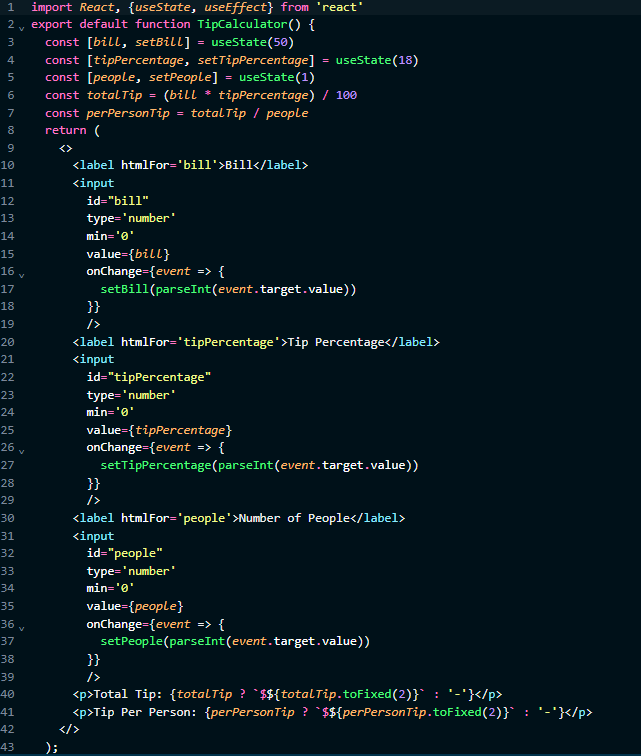 1 import React, {useState, useEffect} from 'react'
2 export default function TipCalculator() {
3   const [bill, setBill] = useState(50)
4   const [tipPercentage, setTipPercentage] = useState(18)
5   const [people, setPeople] = useState(1)
6   const totalTip = (bill * tipPercentage) / 100
7   const perPersonTip = totalTip / people
8   return (
9     <>
10       <label htmlFor='bill'>Bill</label>
11       <input
12         id="bill"
13         type='number'
14         min='0'
15         value={bill}
16         onChange={event => {
17           setBill(parseInt(event.target.value))
18         }}
19         />
20       <label htmlFor='tipPercentage'>Tip Percentage</label>
21       <input
22         id="tipPercentage"
23         type='number'
24         min='0'
25         value={tipPercentage}
26         onChange={event => {
27           setTipPercentage(parseInt(event.target.value))
28         }}
29         />
30       <label htmlFor='people'>Number of People</label>
31       <input
32         id="people"
33         type='number'
34         min='0'
35         value={people}
36         onChange={event => {
37           setPeople(parseInt(event.target.value))
38         }}
39         />
40       <p>Total Tip: {totalTip ? `$${totalTip.toFixed(2)}` : '-'}</p>
41       <p>Tip Per Person: {perPersonTip ? `$${perPersonTip.toFixed(2)}` : '-'}</p>
42     </>
43   );